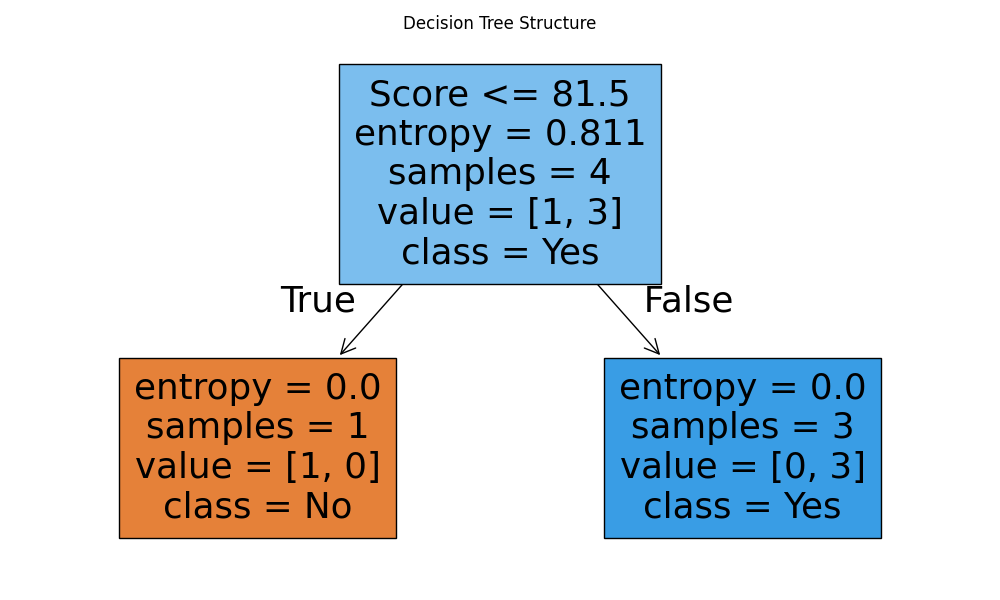 Decision Tree Structure
Score <= 81.5
entropy = 0.811
samples = 4
value = [1, 3]
class = Yes
True
False
entropy = 0.0
samples = 1
value = [1, 0]
class = No
entropy = 0.0
samples = 3
value = [0, 3]
class = Yes